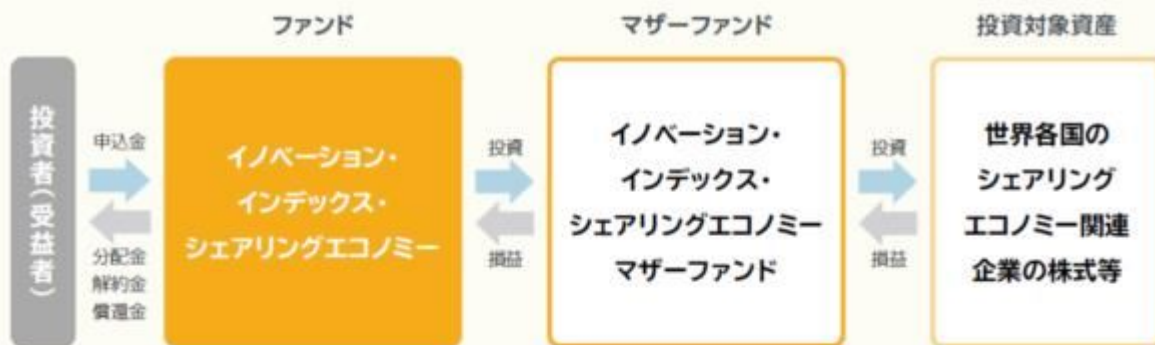 ファンド
マザーファンド
投資対象資産
投資者(受益者)
申込金
分配金
解約金
償還金
イノベーション・
インデックス・
シェアリングエコノミー
投資
損益
イノベーション・
インデックス・
シェアリングエコノミー
マザーファンド
投資
損益
世界各国の
シェアリング
エコノミー関連
企業の株式等